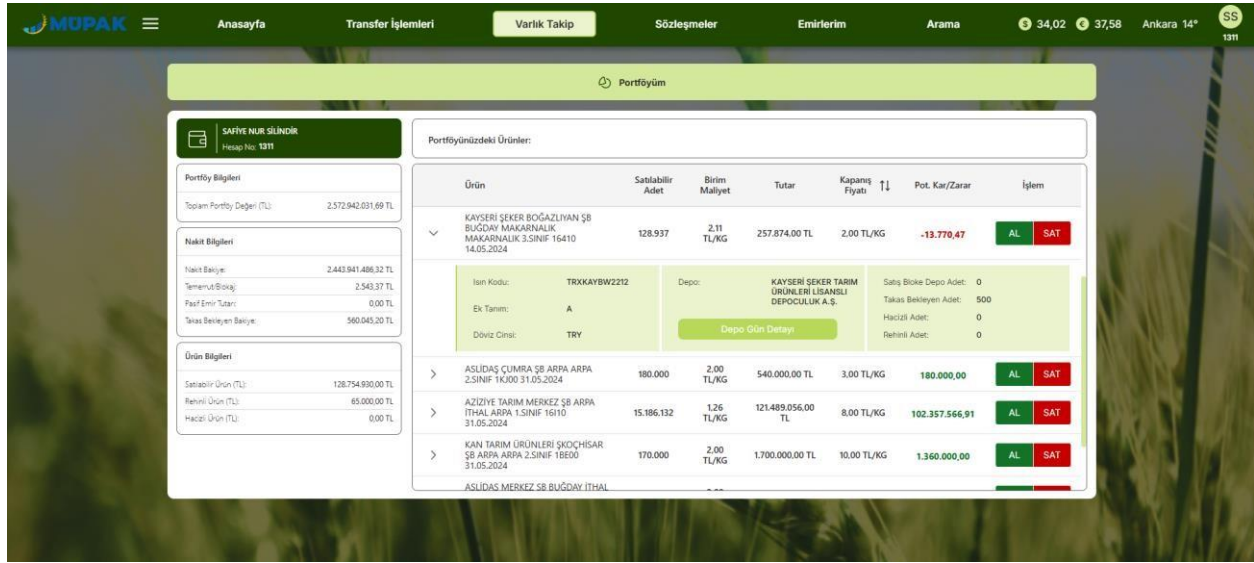 MÜPAK
Anasayfa
Transfer İşlemleri
Varlık Takip
Sözleşmeler
Emirlerim
Arama
$ 34,02 € 37,58
Ankara 14°
SS
1311
Portföyüm
SAFİYE NUR SİLİNDİR
Hesap No: 1311
Portföy Bilgileri
Toplam Portföy Değeri (TL): 2.572.942.031,69 TL
Nakit Bilgileri
Nakit Bakiye: 2.443.941.486,32 TL
Temerrut/Blokaj: 2.543,37 TL
Pasif Emir Tutarı: 0,00 TL
Takas Bekleyen Bakiye: 560.045,20 TL
Ürün Bilgileri
Satılabilir Ürün (TL): 128.754.930,00 TL
Rehinli Ürün (TL): 65.000,00 TL
Hacizli Ürün (TL): 0,00 TL
Portföyünüzdeki Ürünler:
Ürün
Satılabilir
Adet
Birim
Maliyet
Tutar
Kapanış
Fiyatı
Pot. Kar/Zarar
İşlem
KAYSERİ ŞEKER BOĞAZLIYAN ŞB
BUĞDAY MAKARNALIK
MAKARNALIK 3.SINIF 16410
14.05.2024
128.937
2,11
TL/KG
257.874,00 TL
2,00 TL/KG
-13.770,47
AL SAT
Isın Kodu: TRXKAYBW2212
Ek Tanım: A
Döviz Cinsi: TRY
Depo:
KAYSERİ ŞEKER TARIM
ÜRÜNLERİ LİSANSLI
DEPOCULUK A.Ş.
Depo Gün Detayı
Satış Bloke Depo Adet: 0
Takas Bekleyen Adet: 500
Hacizli Adet: 0
Rehinli Adet: 0
ASLİDAŞ ÇUMRA ŞB ARPA ARPA
2.SINIF 1KJ00 31.05.2024
180.000
2,00
TL/KG
540.000,00 TL
3,00 TL/KG
180.000,00
AL SAT
AZİZİYE TARIM MERKEZ ŞB ARPA
İTHAL ARPA 1.SINIF 16I10
31.05.2024
15.186.132
1,26
TL/KG
121.489.056,00
TL
8,00 TL/KG
102.357.566,91
AL SAT
KAN TARIM ÜRÜNLERİ ŞKOÇHİSAR
ŞB ARPA ARPA 2.SINIF 1BE00
31.05.2024
170.000
2,00
TL/KG
1.700.000,00 TL
10,00 TL/KG
1.360.000,00
AL SAT
ASLİDAŞ MERKEZ ŞB BUĞDAY İTHAL